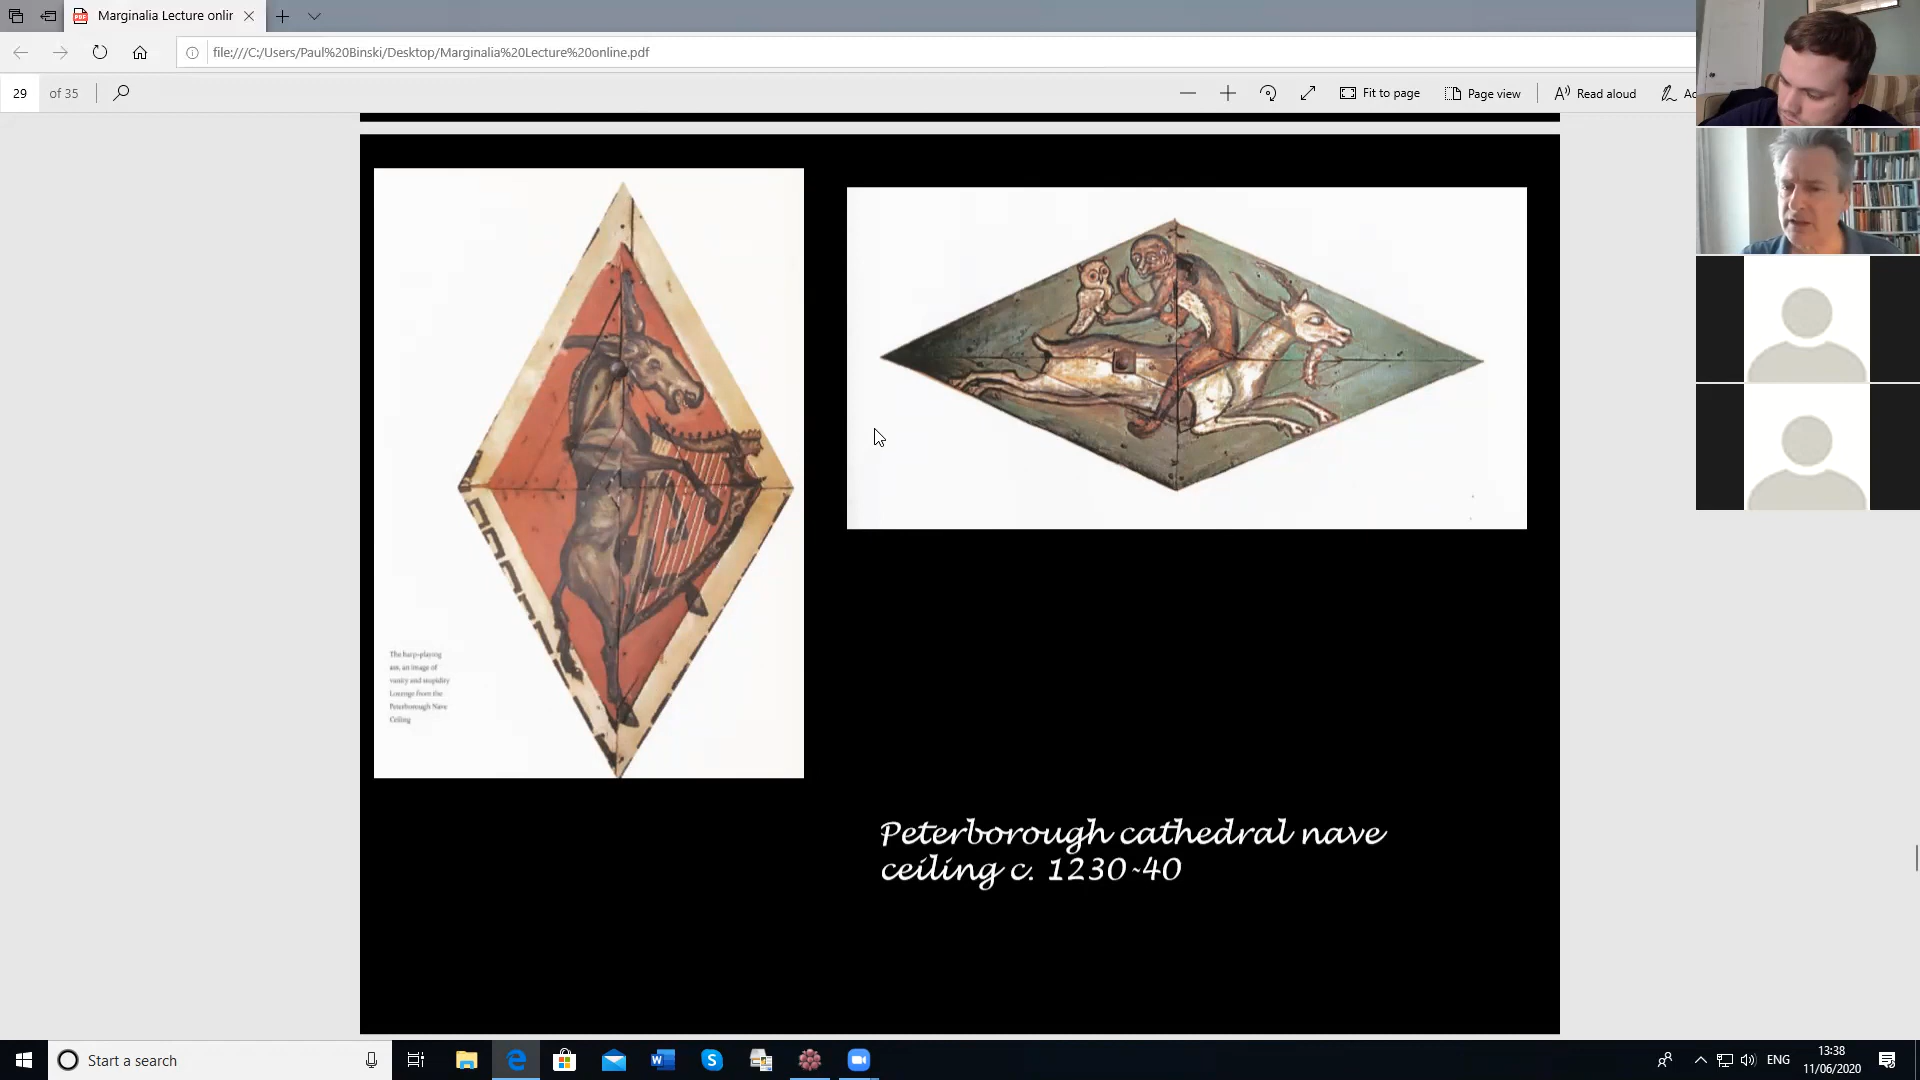 Marginalia Lecture onlin
file:///C:/Users/Paul%20Binski/Desktop/Marginalia%20Lecture%20online.pdf
29 of 35
Fit to page
Page view
Read aloud
Ad
The harp-playing
ass, an image of
vanity and stupidity
Lozenge from the
Peterborough Nave
Ceiling
Peterborough cathedral nave
ceiling c. 1230-40
Start a search
ENG
13:38
11/06/2020